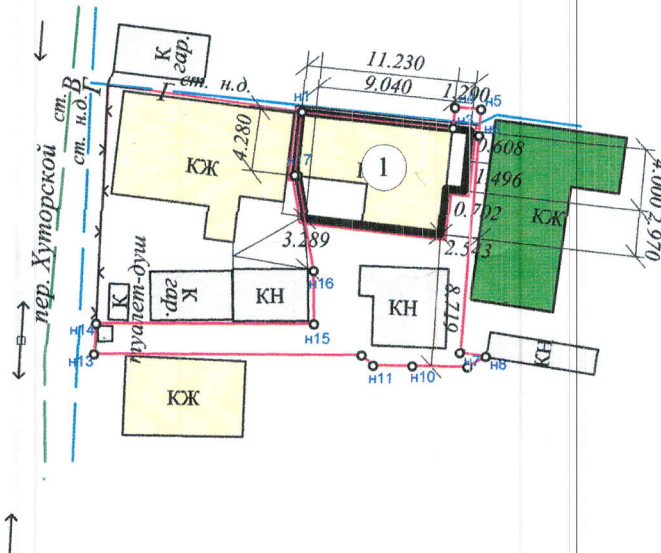 К
гар.
11.230
9.040
1.290
ст. В
ст. н.д. Г
Г ст. н.д.
н1
н5
4.280
0.608
4.000
н17
1
1.496
КЖ
КЖ
0.702
2.970
3.289
2.543
пер. Хуторской
н16
К
К
гар.
КН
КН
8.719
туалет-душ
н14
н15
н13
н7
н8
КН
н11
н10
КЖ